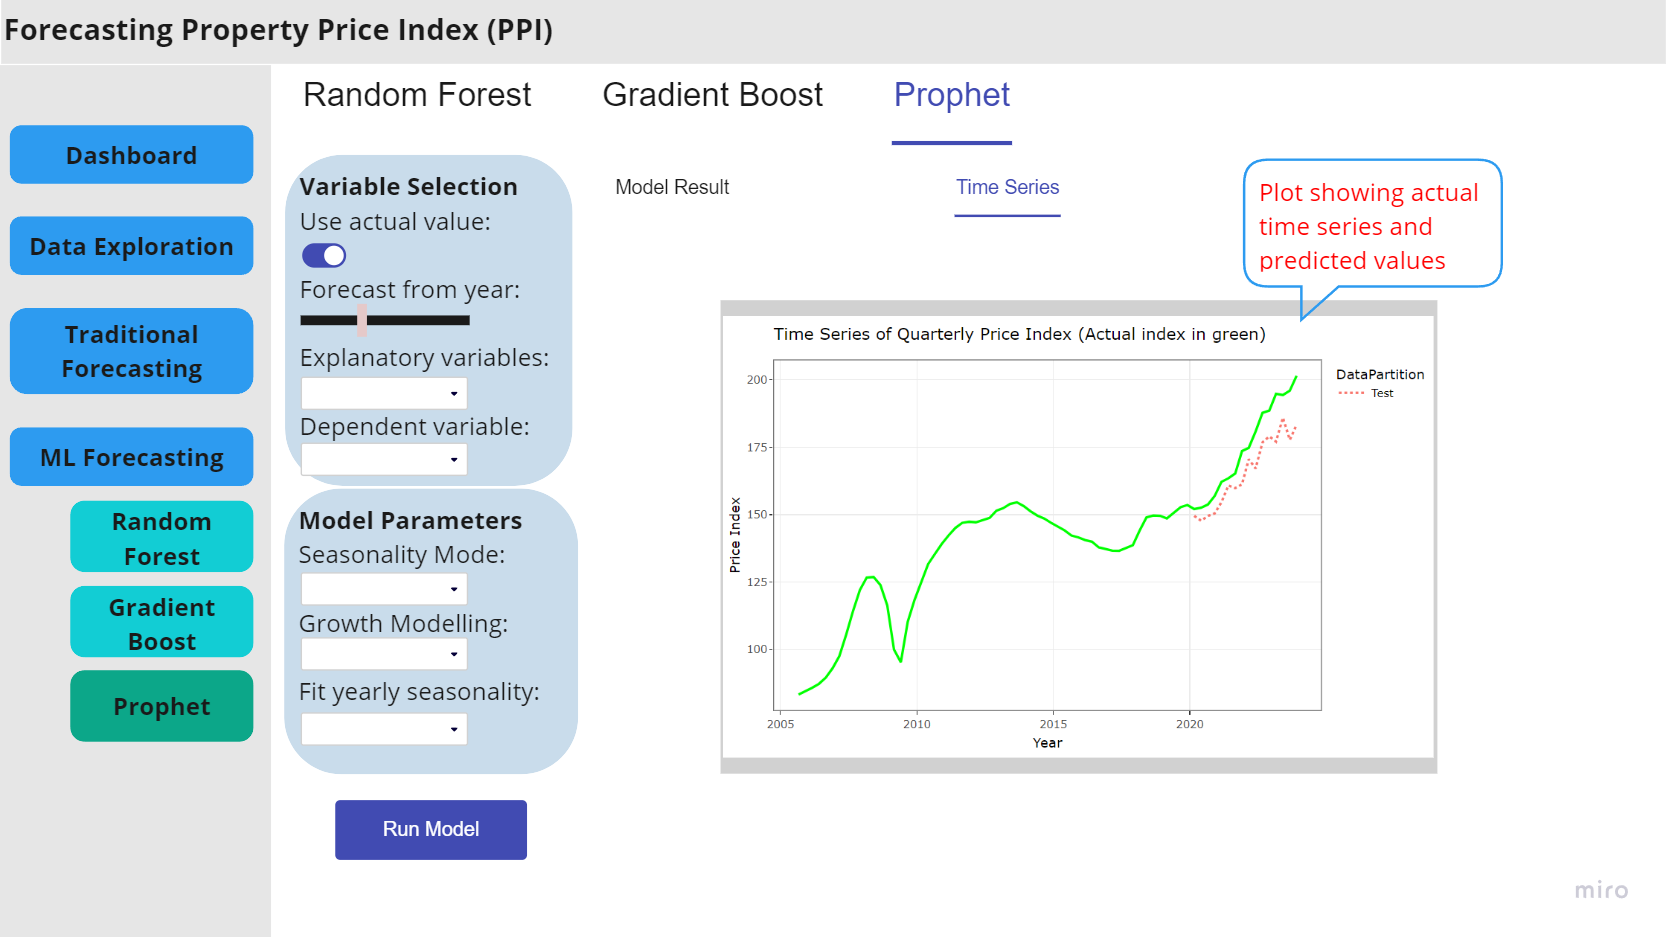 Forecasting Property Price Index (PPI)
Dashboard
Data Exploration
Traditional
Forecasting
ML Forecasting
Random
Forest
Gradient
Boost
Prophet
Random Forest
Gradient Boost
Prophet
Variable Selection
Use actual value:
Forecast from year:
Explanatory variables:
Dependent variable:
Model Parameters
Seasonality Mode:
Growth Modelling:
Fit yearly seasonality:
Run Model
Model Result
Time Series
Plot showing actual
time series and
predicted values
Time Series of Quarterly Price Index (Actual index in green)
DataPartition
Test
200
175
150
125
100
Price Index
2005
2010
2015
2020
Year
miro